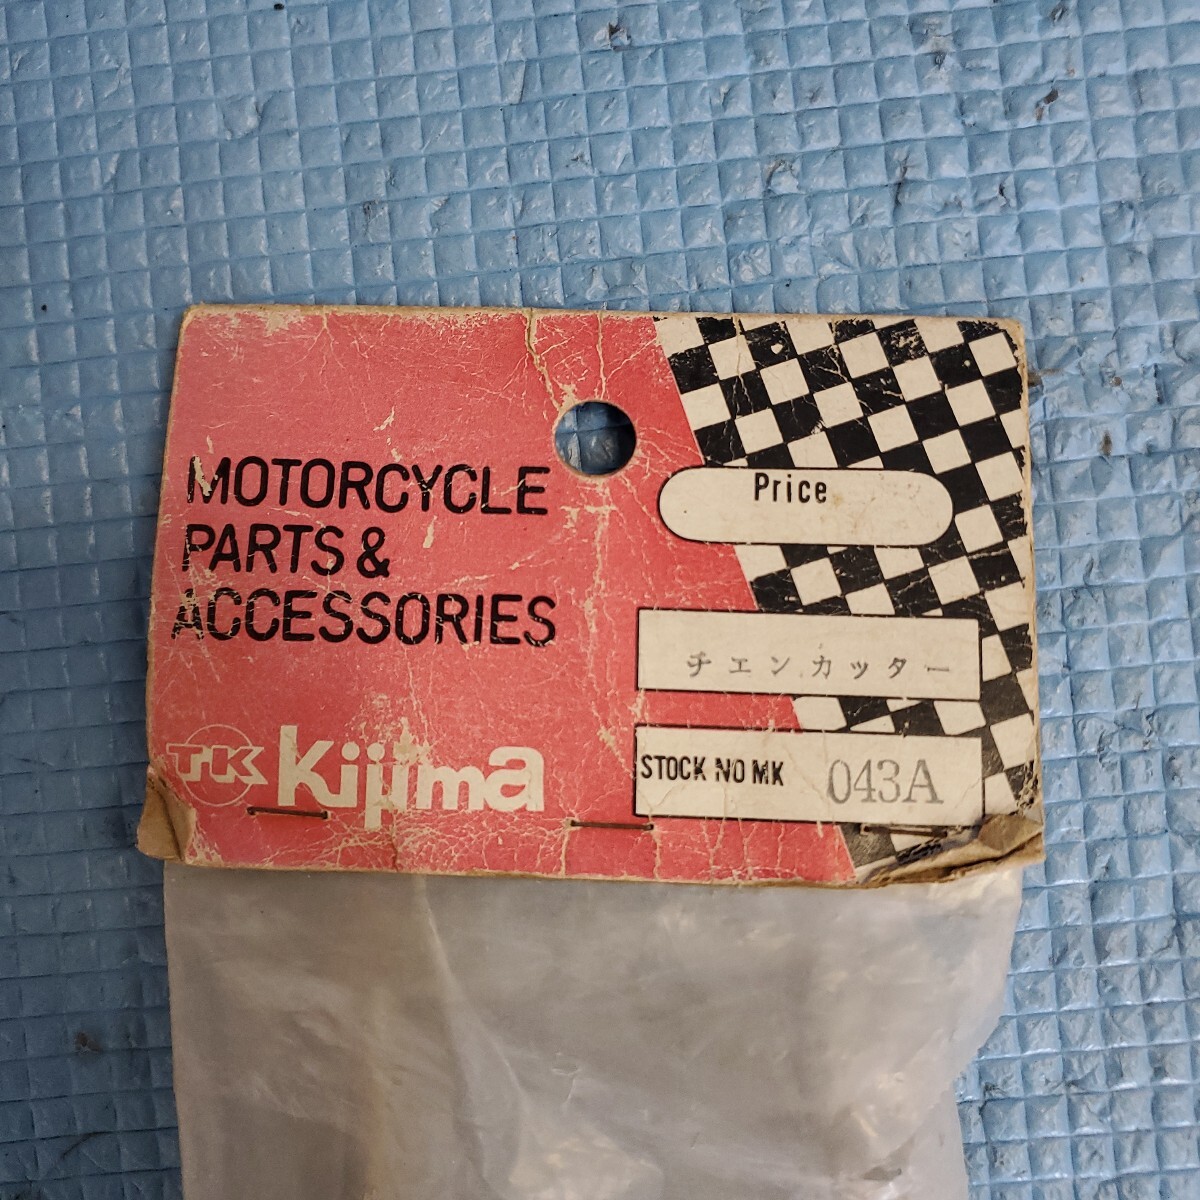 MOTORCYCLE
PARTS &
ACCESSORIES
TK Kijima
Price
チエンカッター
STOCK NO MK 043A